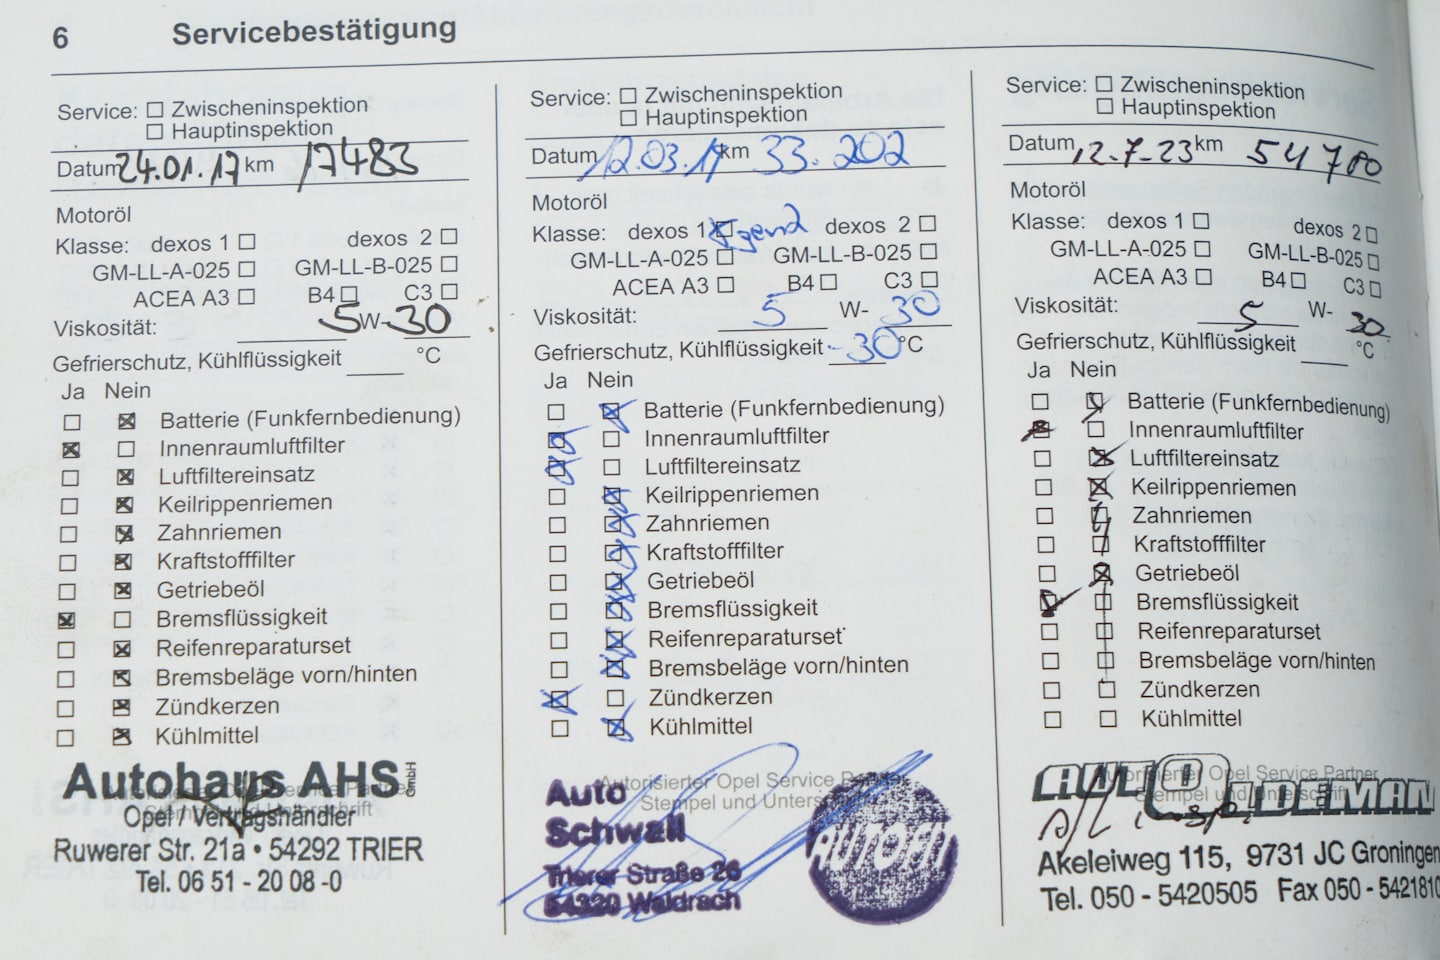 6 Servicebestätigung
Service: ☐ Zwischeninspektion
☐ Hauptinspektion
Datum 24.01.17 km 17483
Motoröl
Klasse: dexos 1 ☐ dexos 2 ☐
GM-LL-A-025 ☐ GM-LL-B-025 ☐
ACEA A3 ☐ B4 ☐ C3 ☐
Viskosität: 5 W- 30
Gefrierschutz, Kühlflüssigkeit °C
Ja Nein
☐ ☒ Batterie (Funkfernbedienung)
☒ ☐ Innenraumluftfilter
☐ ☒ Luftfiltereinsatz
☐ ☒ Keilrippenriemen
☐ ☒ Zahnriemen
☐ ☒ Kraftstofffilter
☐ ☒ Getriebeöl
☒ ☐ Bremsflüssigkeit
☐ ☒ Reifenreparaturset
☐ ☒ Bremsbeläge vorn/hinten
☐ ☒ Zündkerzen
☐ ☒ Kühlmittel
Autohaus AHS GmbH
Opel Vertragshändler
Ruwerer Str. 21a • 54292 TRIER
Tel. 06 51 - 20 08 -0
Service: ☐ Zwischeninspektion
☐ Hauptinspektion
Datum 12.03.19 km 33.202
Motoröl
Klasse: dexos 1 ☒ dexos 2 ☐
GM-LL-A-025 ☐ GM-LL-B-025 ☐
ACEA A3 ☐ B4 ☐ C3 ☐
Viskosität: 5 W- 30
Gefrierschutz, Kühlflüssigkeit -30 °C
Ja Nein
☐ ☒ Batterie (Funkfernbedienung)
☒ ☐ Innenraumluftfilter
☒ ☐ Luftfiltereinsatz
☐ ☒ Keilrippenriemen
☐ ☒ Zahnriemen
☐ ☒ Kraftstofffilter
☐ ☒ Getriebeöl
☐ ☒ Bremsflüssigkeit
☐ ☒ Reifenreparaturset
☐ ☒ Bremsbeläge vorn/hinten
☒ ☐ Zündkerzen
☐ ☒ Kühlmittel
Autorisierter Opel Service Partner
Stempel und Unterschrift
Auto
Schwall
Trierer Straße 26
54320 Waldrach
AUTOFIT
Service: ☐ Zwischeninspektion
☐ Hauptinspektion
Datum 12-7-23 km 54780
Motoröl
Klasse: dexos 1 ☐ dexos 2 ☐
GM-LL-A-025 ☐ GM-LL-B-025 ☐
ACEA A3 ☐ B4 ☐ C3 ☐
Viskosität: 5 W- 30
Gefrierschutz, Kühlflüssigkeit °C
Ja Nein
☐ ☒ Batterie (Funkfernbedienung)
☒ ☐ Innenraumluftfilter
☐ ☒ Luftfiltereinsatz
☐ ☒ Keilrippenriemen
☐ ☒ Zahnriemen
☐ ☒ Kraftstofffilter
☐ ☒ Getriebeöl
☒ ☐ Bremsflüssigkeit
☐ ☐ Reifenreparaturset
☐ ☐ Bremsbeläge vorn/hinten
☐ ☐ Zündkerzen
☐ ☐ Kühlmittel
Autorisierter Opel Service Partner
Stempel und Unterschrift
AUTO
Akeleiweg 115, 9731 JC Groningen
Tel. 050 - 5420505 Fax 050 - 5421810